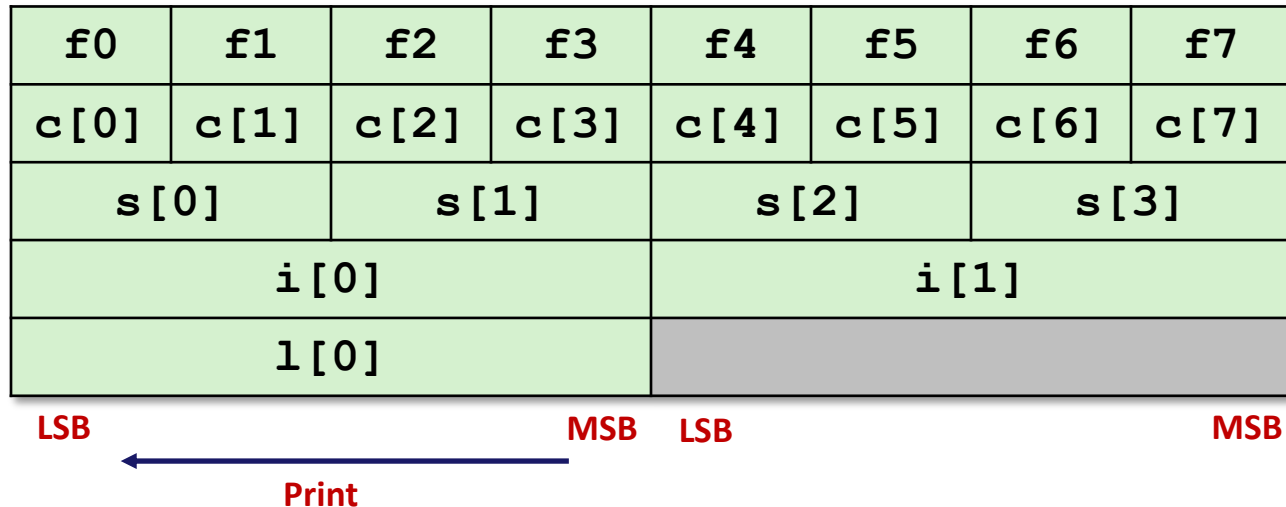 f0 f1 f2 f3 f4 f5 f6 f7
c[0] c[1] c[2] c[3] c[4] c[5] c[6] c[7]
s[0] s[1] s[2] s[3]
i[0] i[1]
l[0]
LSB MSB LSB MSB
Print